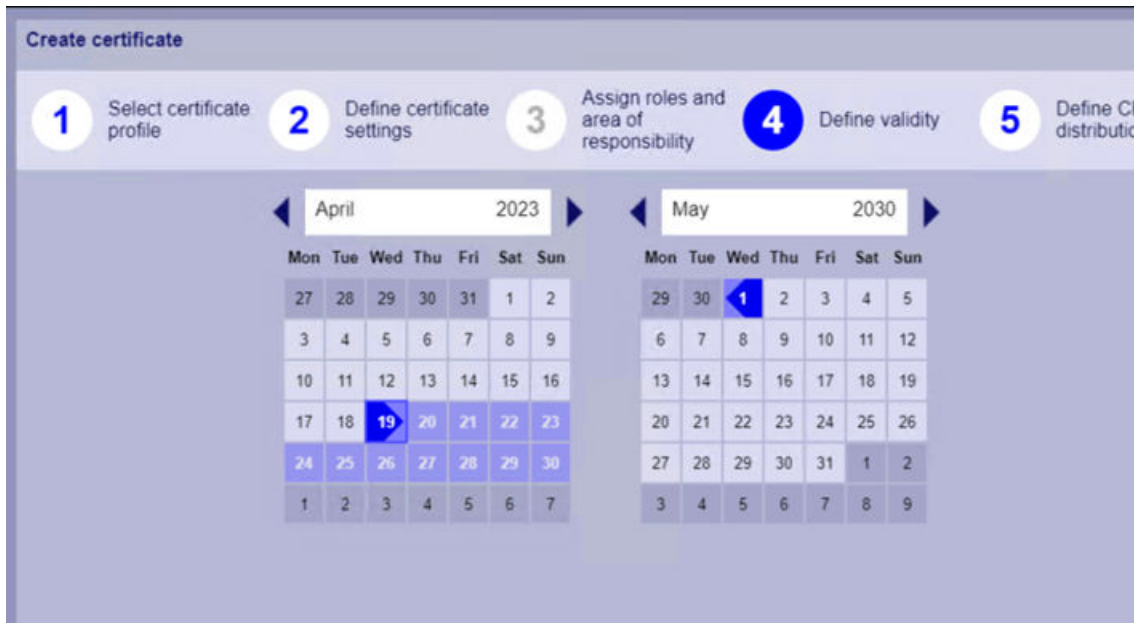 Create certificate
1 Select certificate profile
2 Define certificate settings
3 Assign roles and area of responsibility
4 Define validity
5 Define
April 2023
Mon Tue Wed Thu Fri Sat Sun
27 28 29 30 31 1 2
3 4 5 6 7 8 9
10 11 12 13 14 15 16
17 18 19 20 21 22 23
24 25 26 27 28 29 30
1 2 3 4 5 6 7
May 2030
Mon Tue Wed Thu Fri Sat Sun
29 30 1 2 3 4 5
6 7 8 9 10 11 12
13 14 15 16 17 18 19
20 21 22 23 24 25 26
27 28 29 30 31 1 2
3 4 5 6 7 8 9